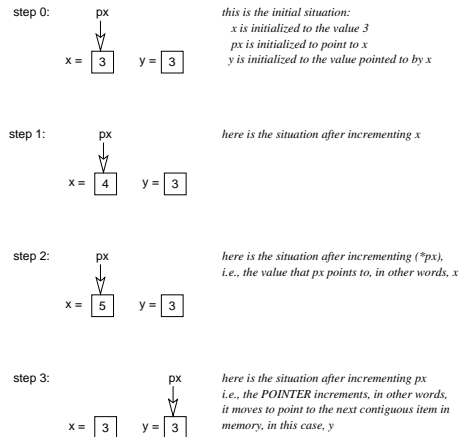 step 0:
px
x = 3 y = 3
this is the initial situation:
x is initialized to the value 3
px is initialized to point to x
y is initialized to the value pointed to by x
step 1:
px
x = 4 y = 3
here is the situation after incrementing x
step 2:
px
x = 5 y = 3
here is the situation after incrementing (*px),
i.e., the value that px points to, in other words, x
step 3:
px
x = 3 y = 3
here is the situation after incrementing px
i.e., the POINTER increments, in other words,
it moves to point to the next contiguous item in
memory, in this case, y